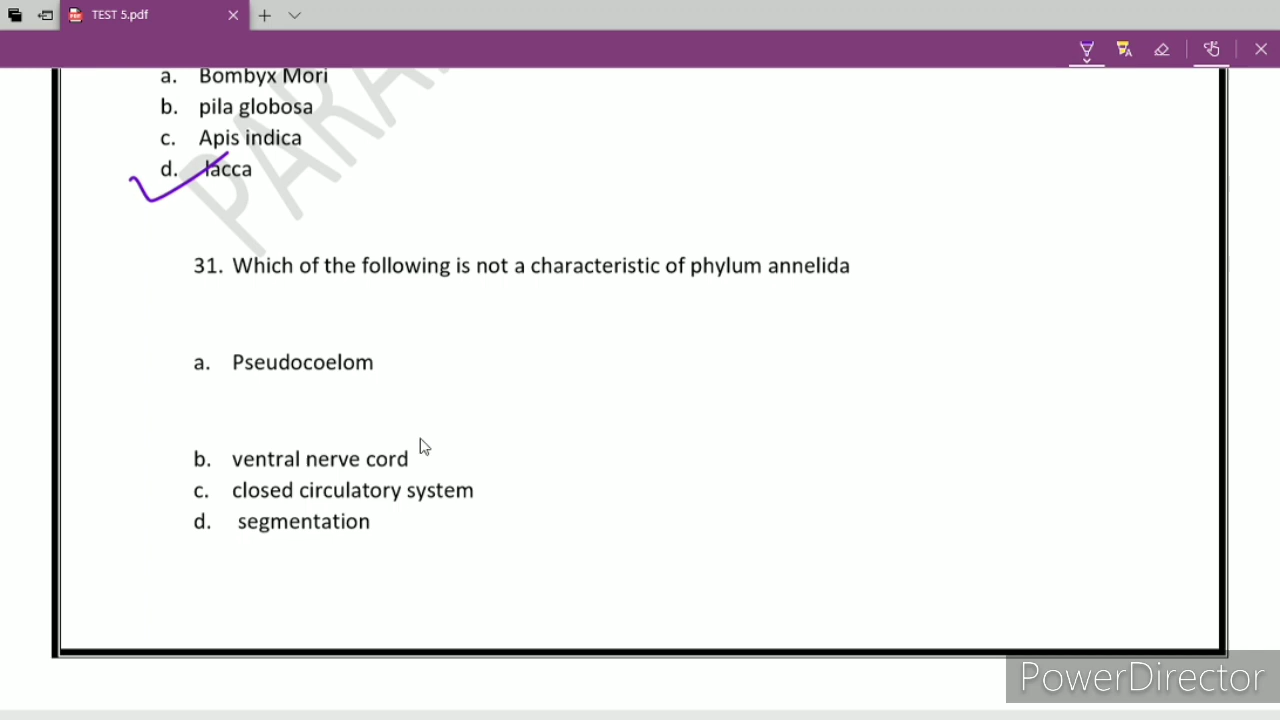 TEST 5.pdf
a. Bombyx Mori
b. pila globosa
c. Apis indica
d. lacca
31. Which of the following is not a characteristic of phylum annelida
a. Pseudocoelom
b. ventral nerve cord
c. closed circulatory system
d. segmentation
PowerDirector